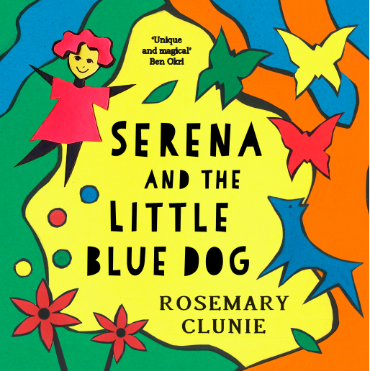 "Unique
and magical"
Ben Okri
SERENA
AND THE
LITTLE
BLUE DOG
ROSEMARY
CLUNIE